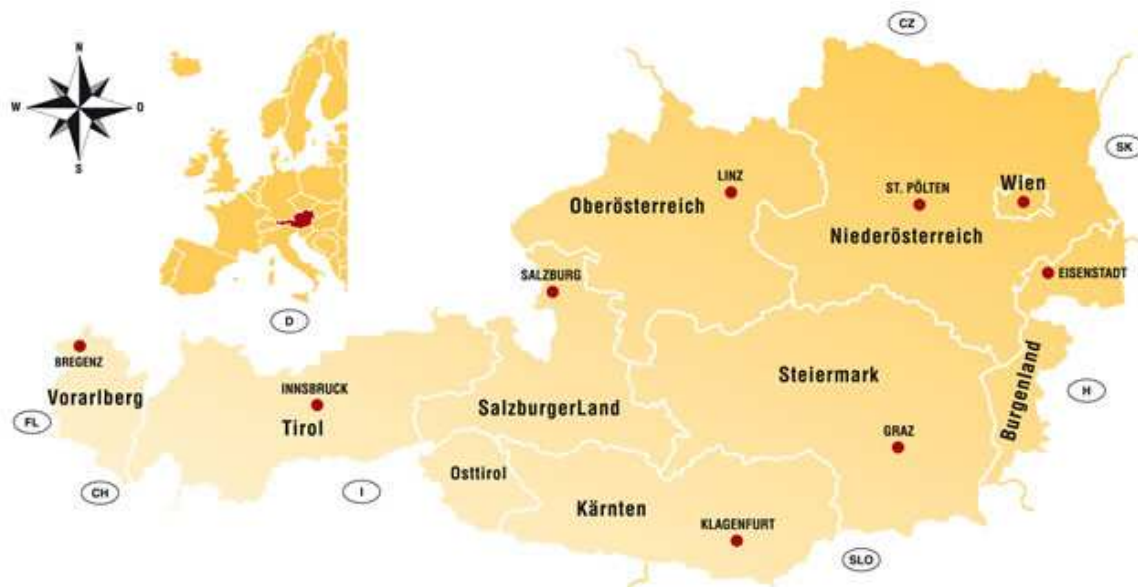 CZ
N
W
O
S
SK
LINZ
ST. PÖLTEN
Wien
Oberösterreich
Niederösterreich
SALZBURG
EISENSTADT
D
BREGENZ
Vorarlberg
INNSBRUCK
Tirol
SalzburgerLand
Steiermark
Burgenland
H
FL
GRAZ
Osttirol
CH
I
Kärnten
KLAGENFURT
SLO